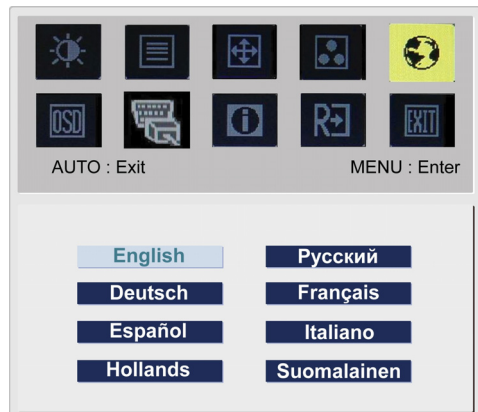 OSD
R
EXIT
AUTO : Exit
MENU : Enter
English
Русский
Deutsch
Français
Español
Italiano
Hollands
Suomalainen